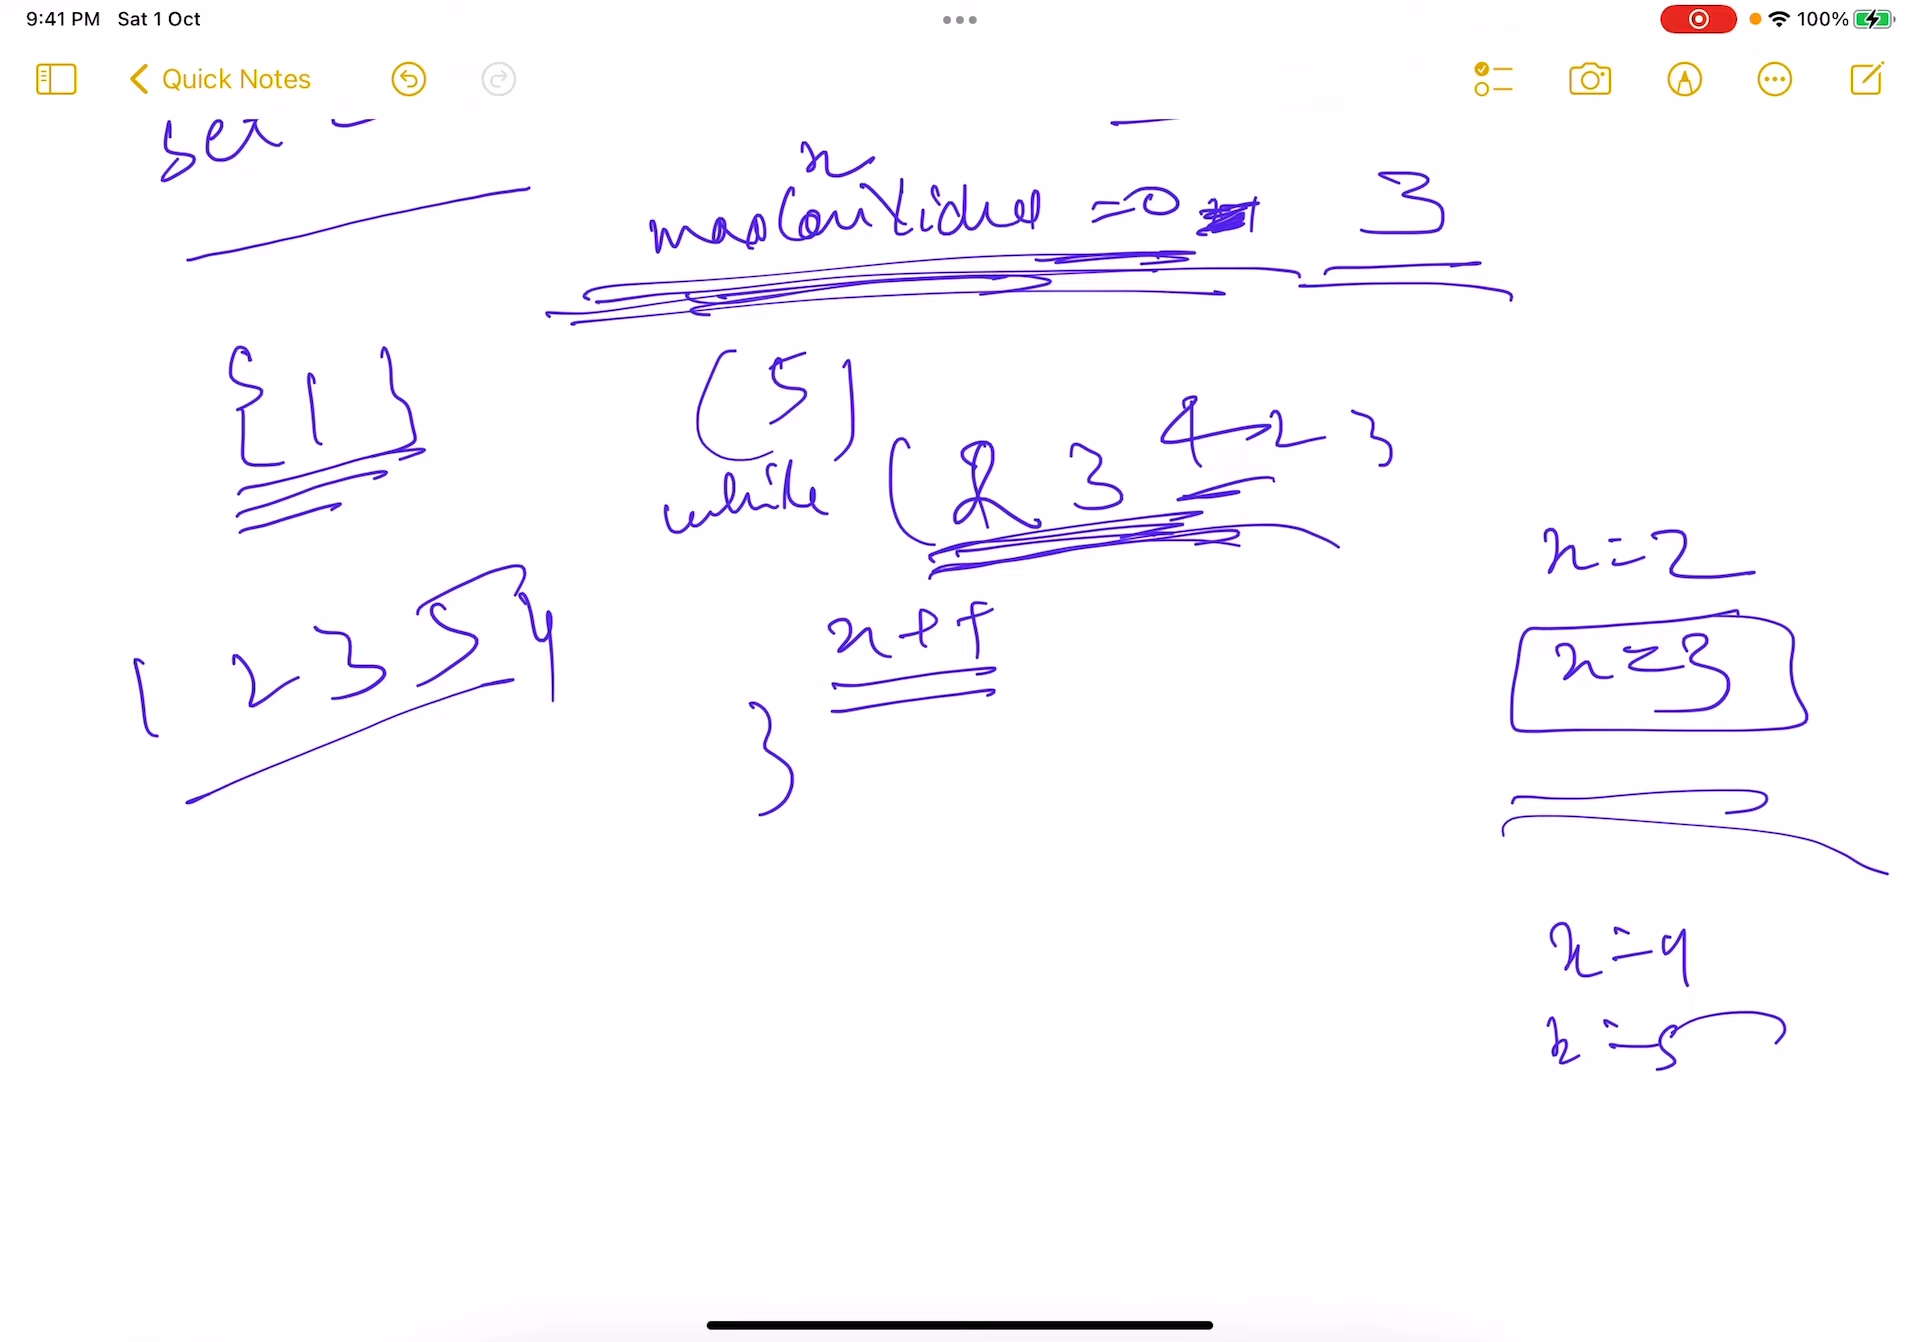 9:41 PM Sat 1 Oct 100%
Quick Notes
set
x
= 0 3
{ 1 } ( 5 )
while ( 2 3 4 2 3
x = 2
x++
1 2 3 5 4
x = 3
}
x = 4
x = 5